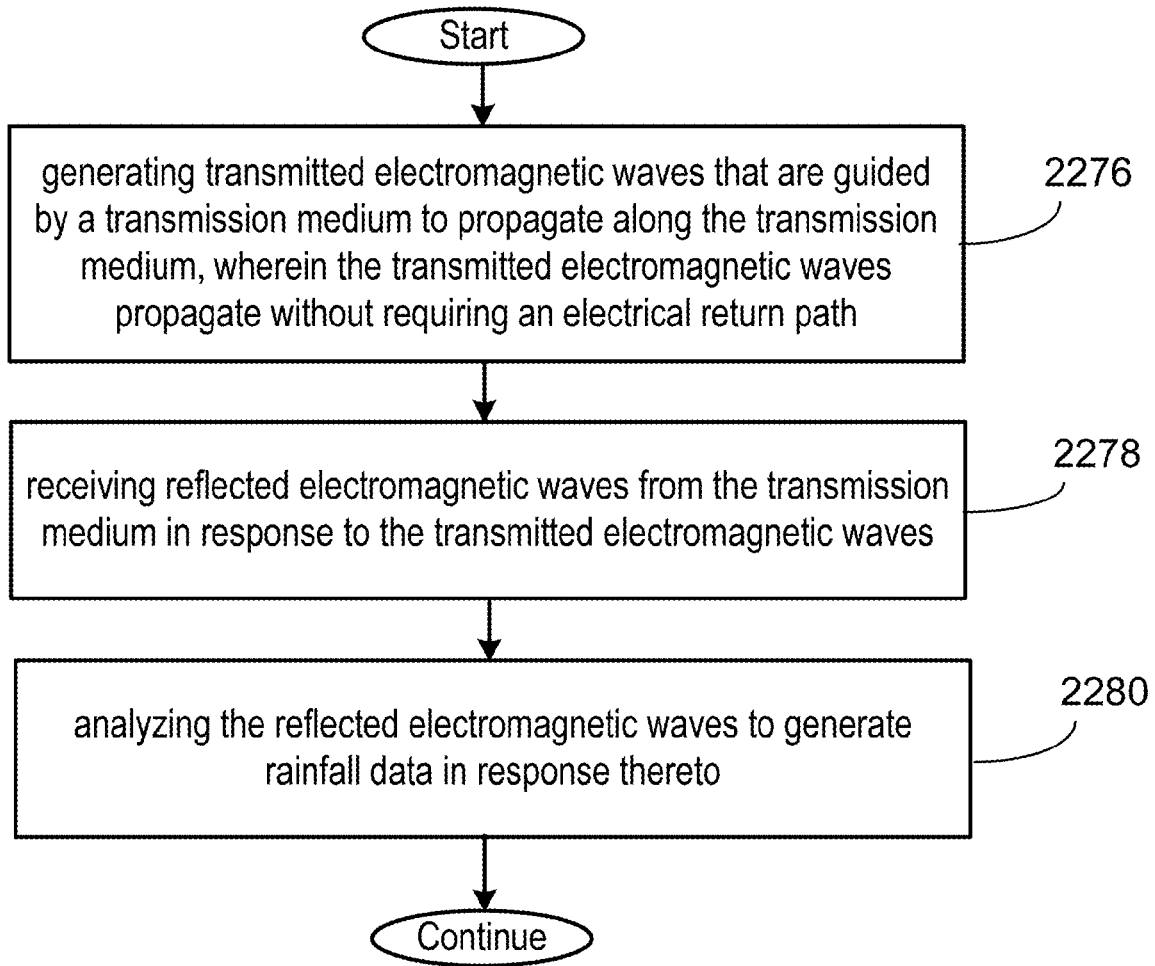 Start
generating transmitted electromagnetic waves that are guided
by a transmission medium to propagate along the transmission
medium, wherein the transmitted electromagnetic waves
propagate without requiring an electrical return path
2276
receiving reflected electromagnetic waves from the transmission
medium in response to the transmitted electromagnetic waves
2278
analyzing the reflected electromagnetic waves to generate
rainfall data in response thereto
2280
Continue